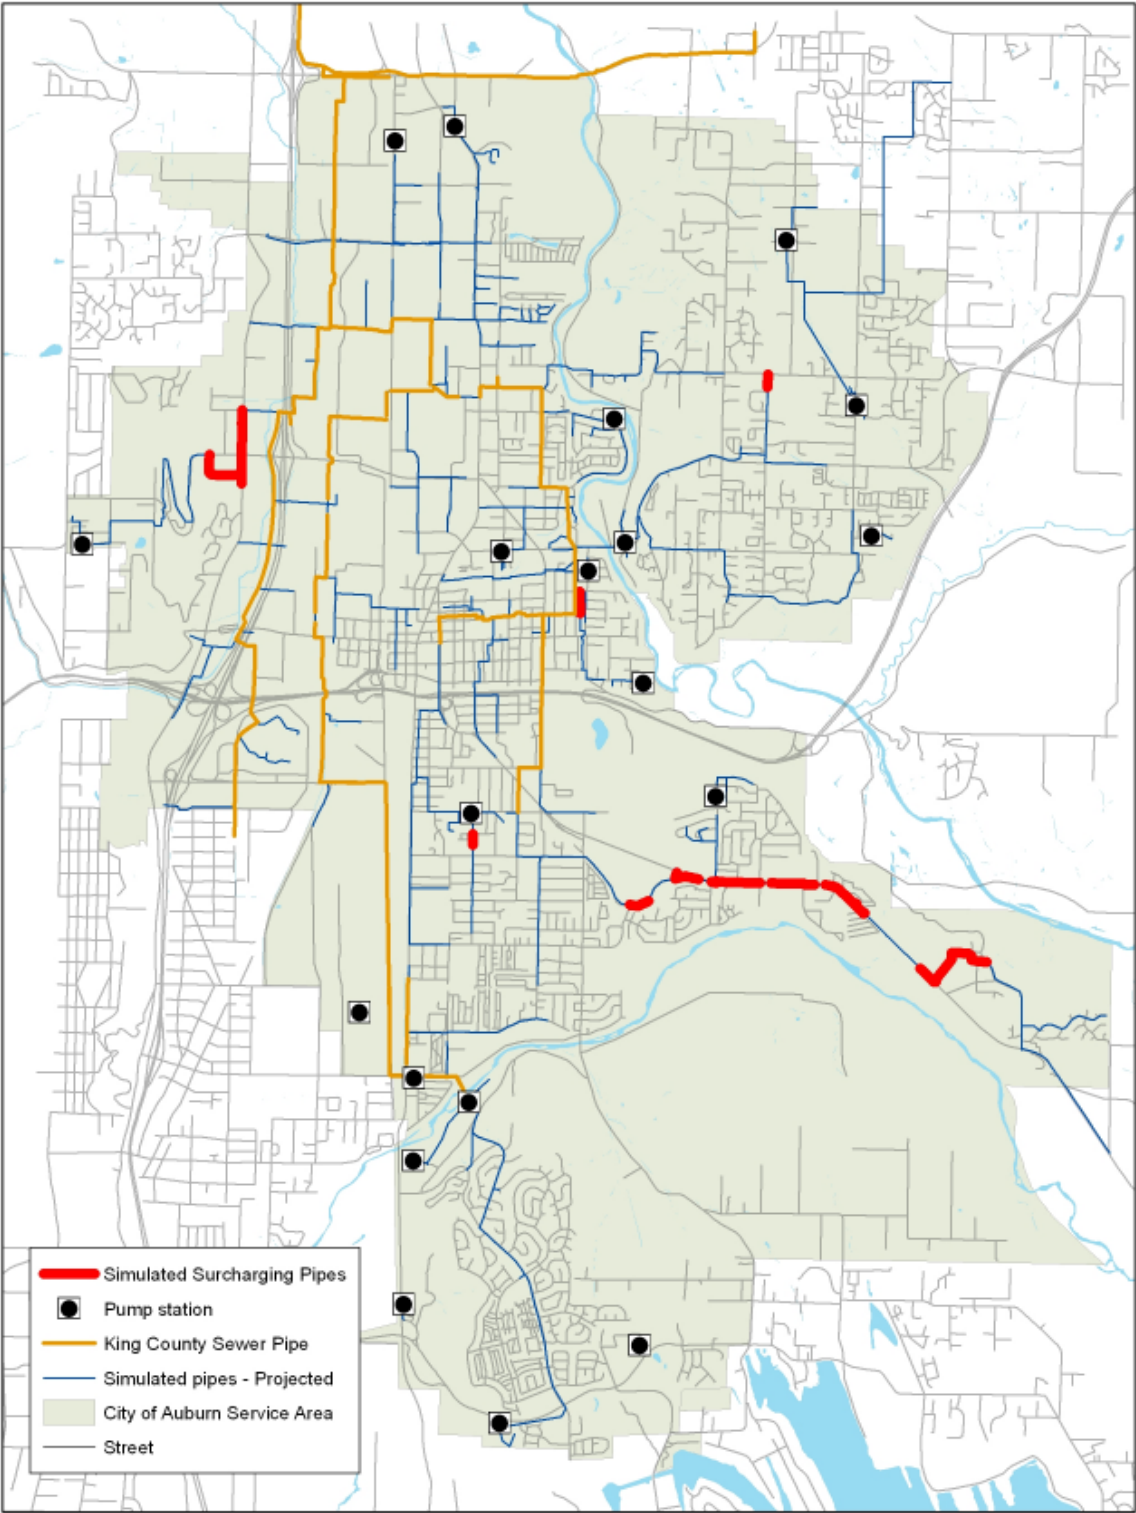 Simulated Surcharging Pipes
Pump station
King County Sewer Pipe
Simulated pipes - Projected
City of Auburn Service Area
Street